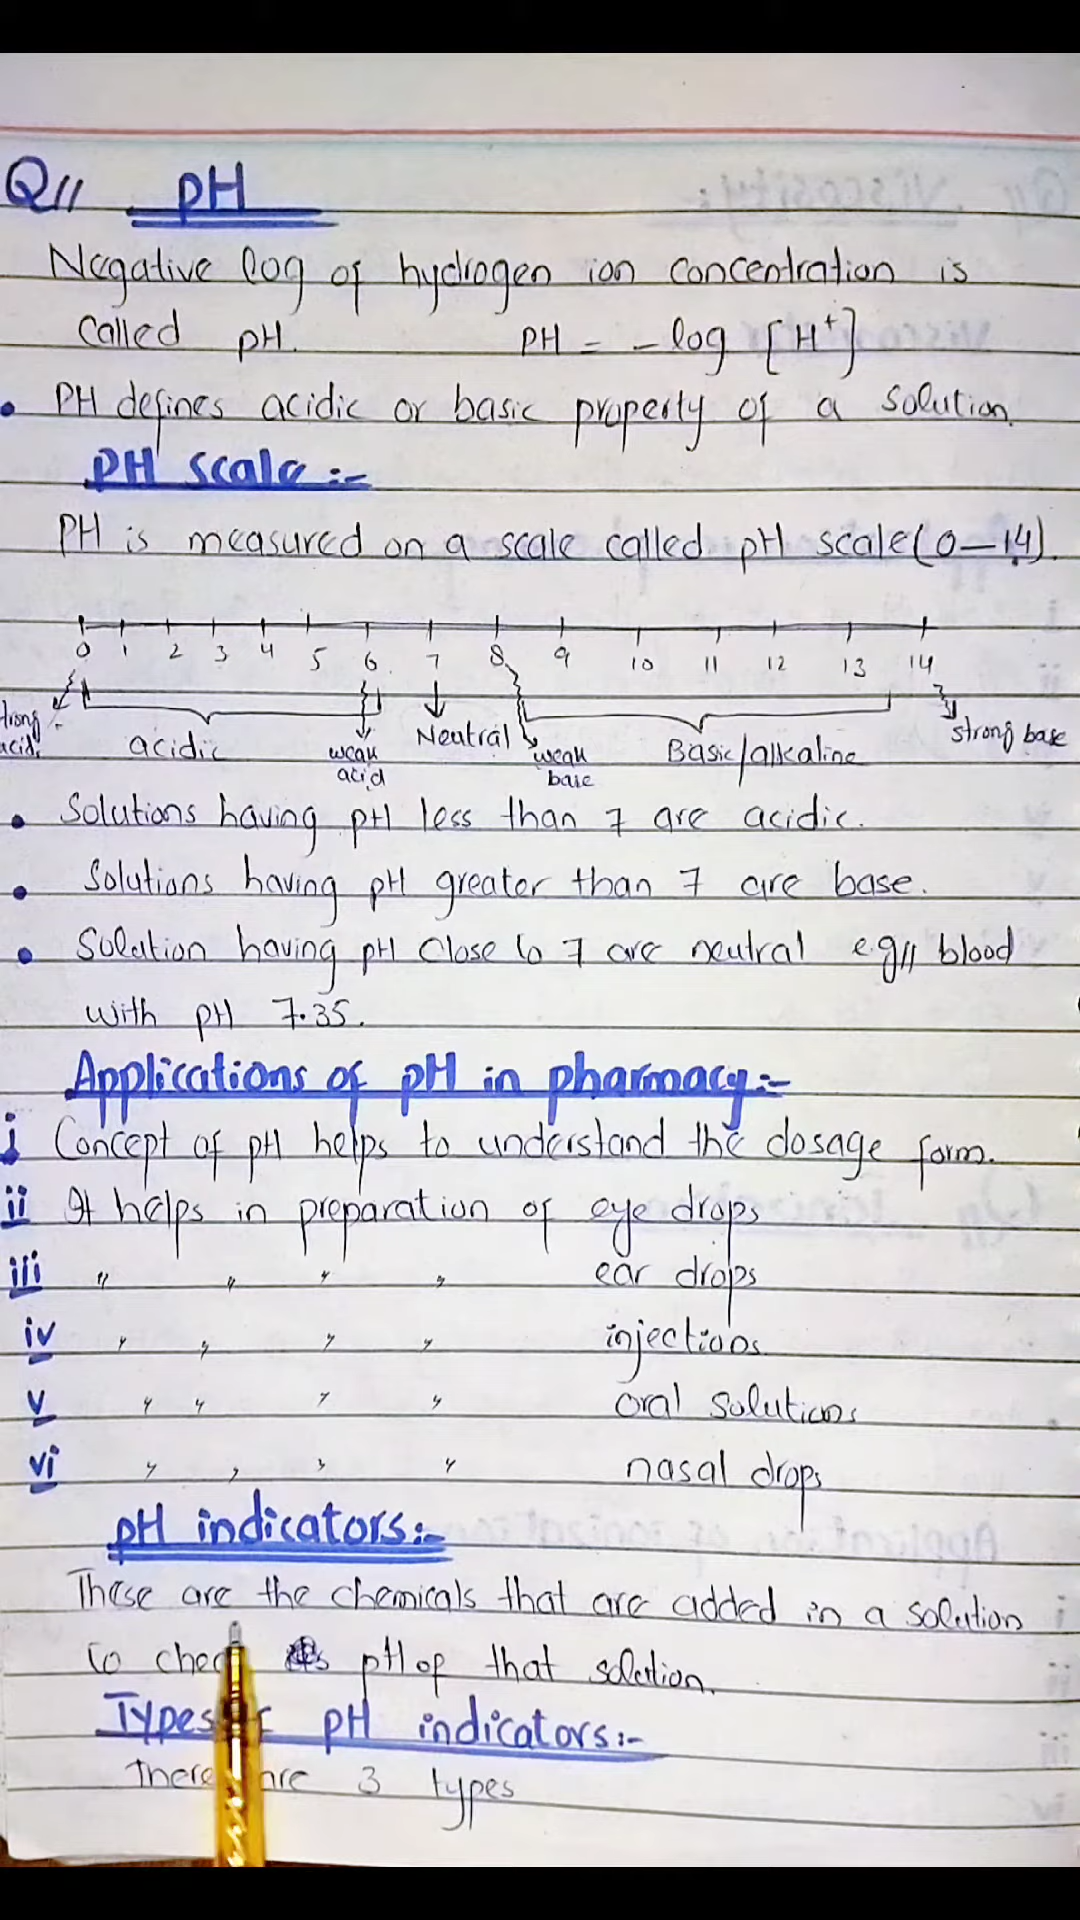 Q// pH
Negative log of hydrogen ion concentration is
called pH. PH = -log [H⁺]
• PH defines acidic or basic property of a solution.
PH scale:-
PH is measured on a scale called pH scale (0-14).
0 1 2 3 4 5 6 7 8 9 10 11 12 13 14
trong acid acidic weak acid Neutral weak base Basic/alkaline strong base
• Solutions having pH less than 7 are acidic.
• Solutions having pH greater than 7 are base.
• Solution having pH close to 7 are neutral e.g// blood
with pH 7.35.
Applications of pH in pharmacy:-
i Concept of pH helps to understand the dosage form.
ii It helps in preparation of eye drops
iii " " " " ear drops
iv " " " " injections
v " " " " oral solutions
vi " " " " nasal drops
pH indicators:-
These are the chemicals that are added in a solution
to pH of that solution.
Types pH indicators:-
There are 3 types